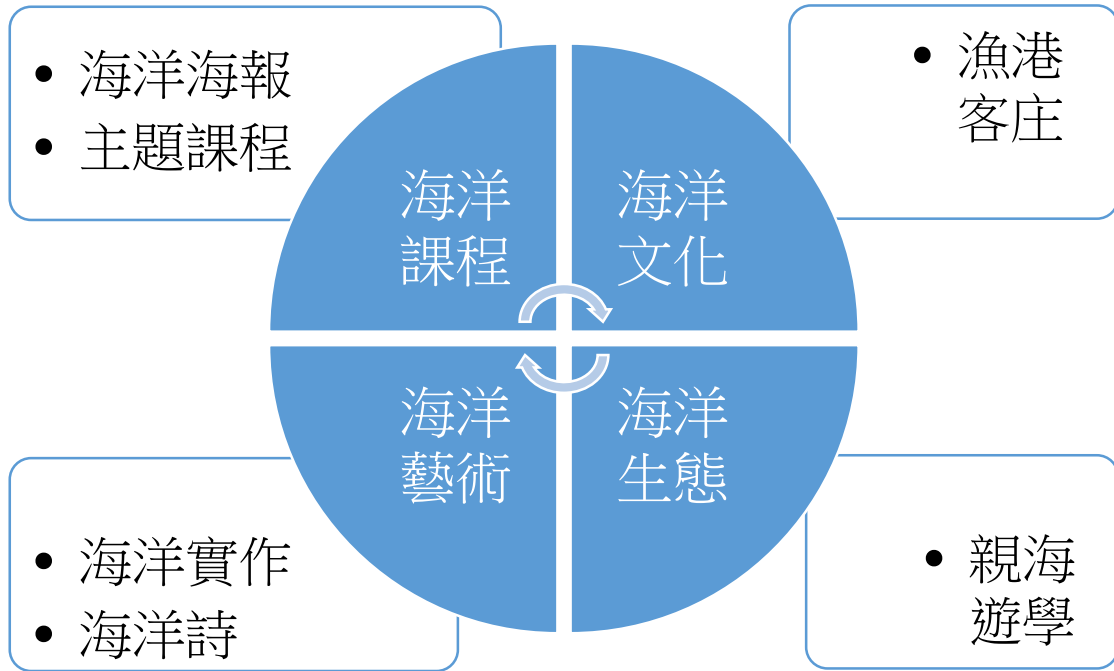 • 海洋海報
• 主題課程
• 漁港
客庄
海洋
課程
海洋
文化
海洋
藝術
海洋
生態
• 海洋實作
• 海洋詩
• 親海
遊學